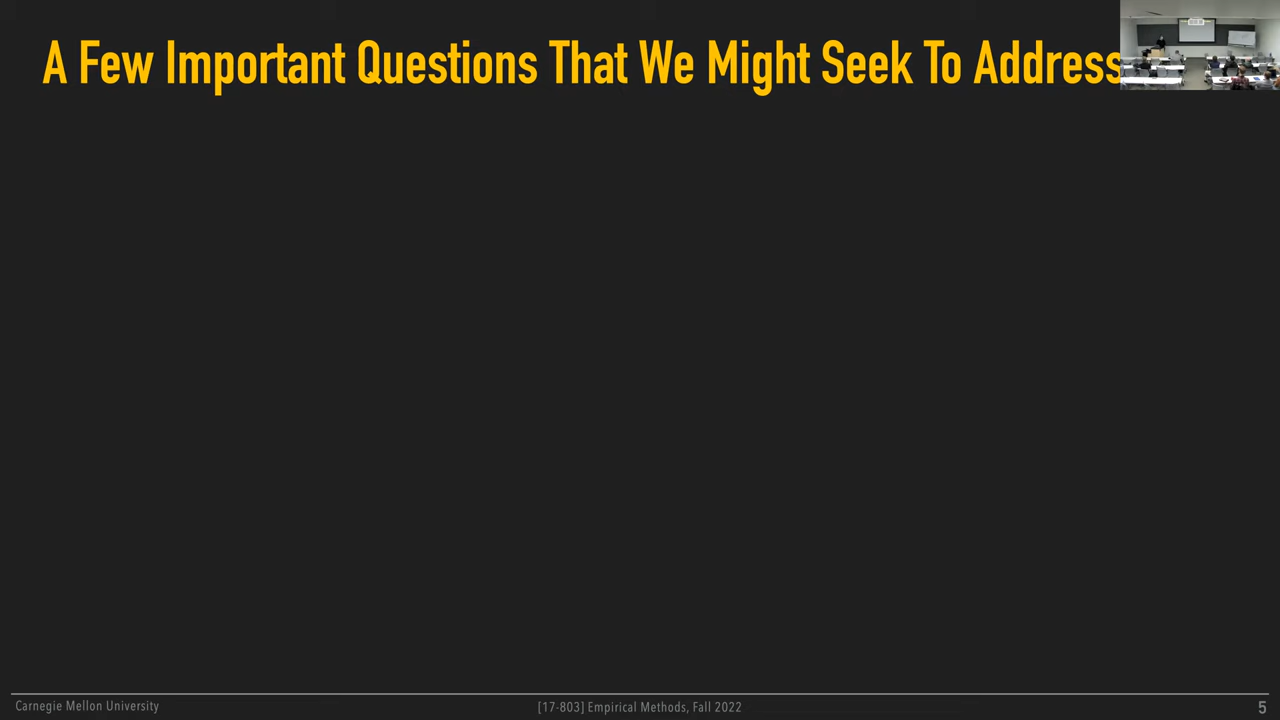 A Few Important Questions That We Might Seek To Address
Carnegie Mellon University
[17-803] Empirical Methods, Fall 2022
5